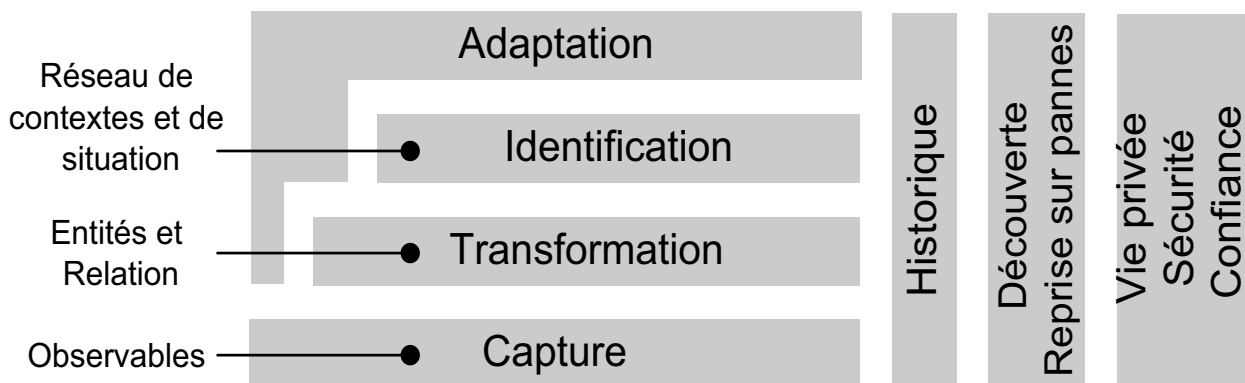 Adaptation
Réseau de
contextes et de
situation
Identification
Entités et
Relation
Transformation
Observables
Capture
Historique
Découverte
Reprise sur pannes
Vie privée
Sécurité
Confiance